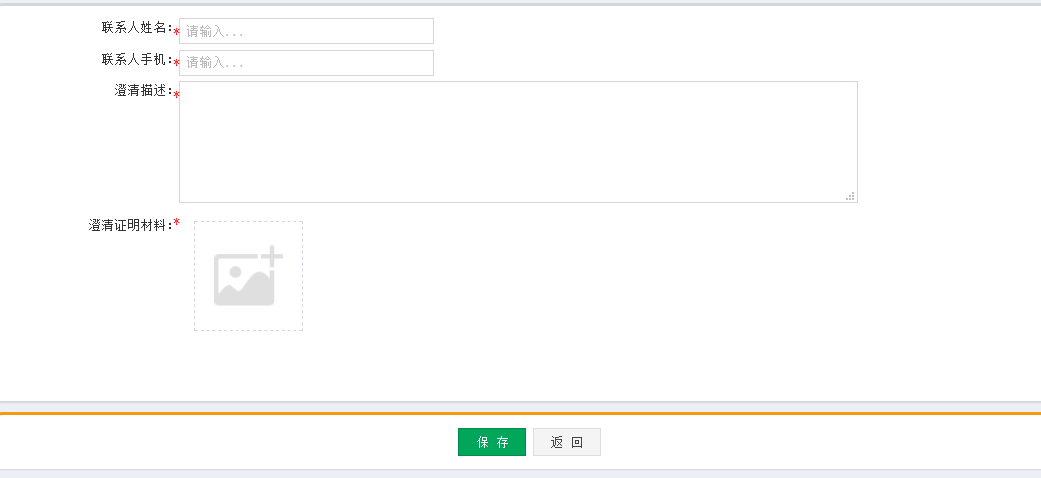 联系人姓名:* 请输入...
联系人手机:* 请输入...
澄清描述:*
澄清证明材料:*
保 存 返 回